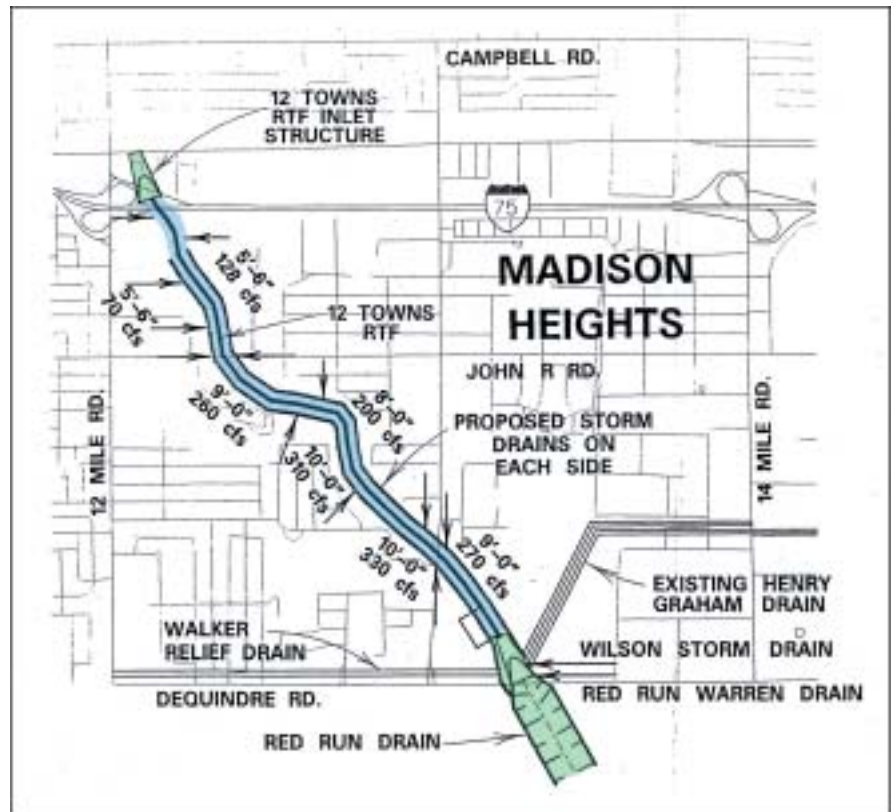 CAMPBELL RD.
12 TOWNS
RTF INLET
STRUCTURE
75
MADISON
HEIGHTS
5'-6"
128 cfs
5'-6"
70 cfs
12 TOWNS
RTF
JOHN R RD.
9'-0"
260 cfs
8'-0"
200 cfs
PROPOSED STORM
DRAINS ON
EACH SIDE
12 MILE RD.
14 MILE RD.
10'-0"
310 cfs
10'-0"
330 cfs
9'-0"
270 cfs
EXISTING HENRY
GRAHAM DRAIN
WALKER
RELIEF DRAIN
WILSON STORM DRAIN
DEQUINDRE RD.
RED RUN WARREN DRAIN
RED RUN DRAIN